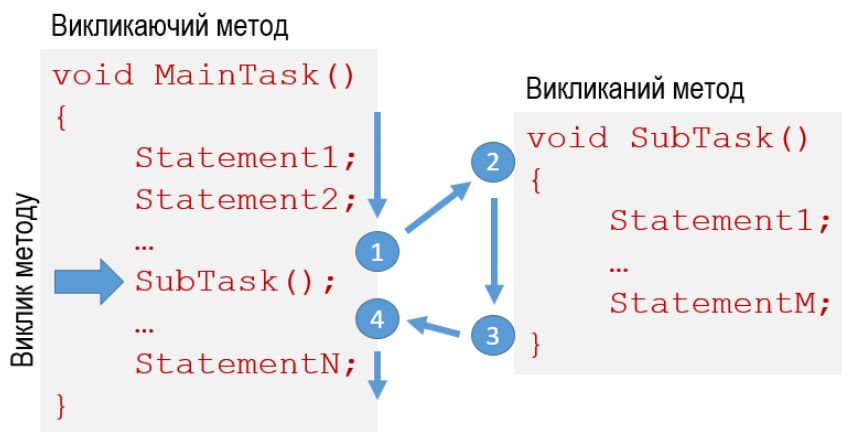 Викликаючий метод
void MainTask()
{
Statement1;
Statement2;
…
SubTask();
…
StatementN;
}
Виклик методу
1
2
3
4
Викликаний метод
void SubTask()
{
Statement1;
…
StatementM;
}